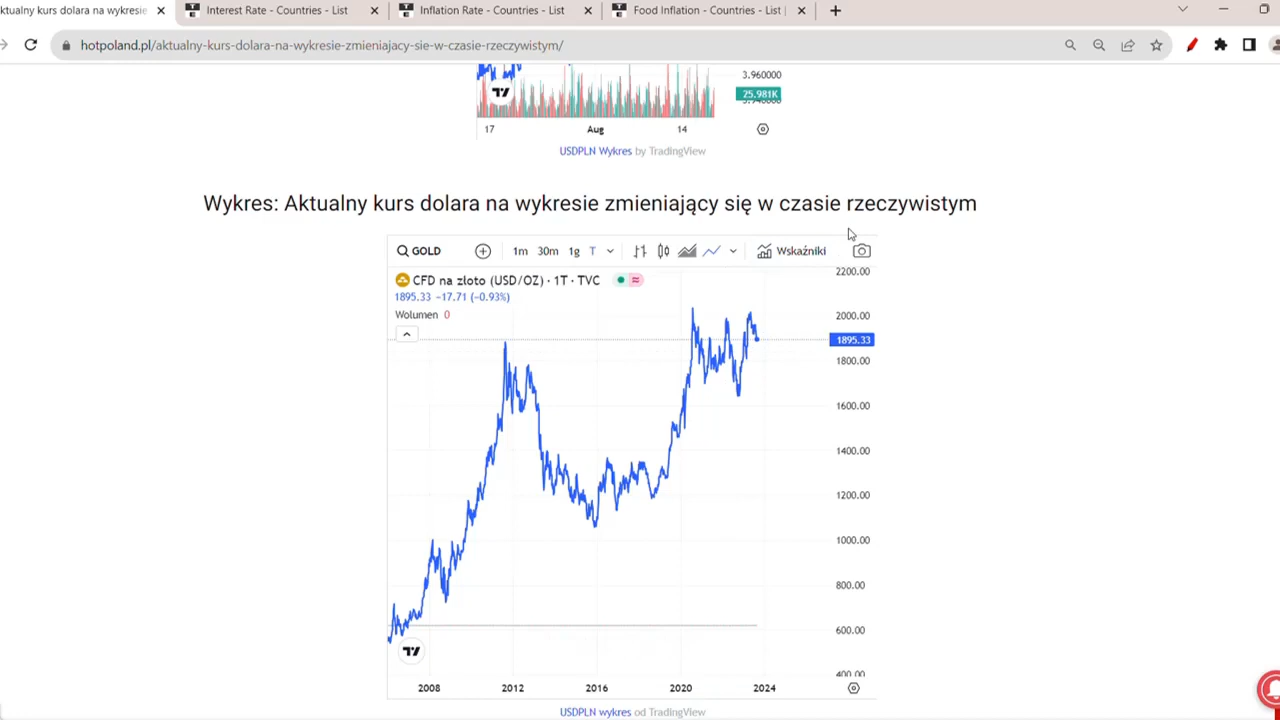 ktualny kurs dolara na wykresie
Interest Rate - Countries - List
Inflation Rate - Countries - List
Food Inflation - Countries - List |
hotpoland.pl/aktualny-kurs-dolara-na-wykresie-zmieniajacy-sie-w-czasie-rzeczywistym/
3.960000
25.981K
17 Aug 14
USDPLN Wykres by TradingView
Wykres: Aktualny kurs dolara na wykresie zmieniający się w czasie rzeczywistym
GOLD 1m 30m 1g T Wskaźniki
CFD na złoto (USD/OZ) · 1T · TVC
1895.33 −17.71 (−0.93%)
Wolumen 0
2200.00
2000.00
1895.33
1800.00
1600.00
1400.00
1200.00
1000.00
800.00
600.00
400.00
2008 2012 2016 2020 2024
USDPLN wykres od TradingView